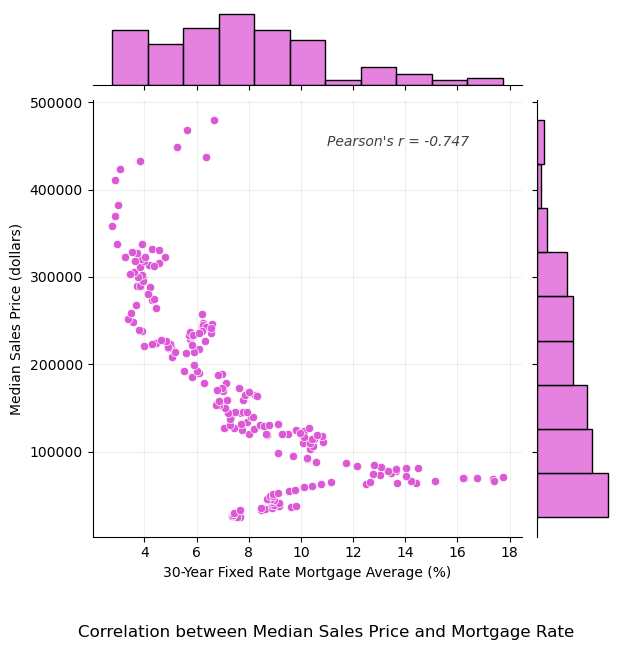 500000
Pearson's r = -0.747
400000
300000
200000
100000
Median Sales Price (dollars)
4 6 8 10 12 14 16 18
30-Year Fixed Rate Mortgage Average (%)
Correlation between Median Sales Price and Mortgage Rate